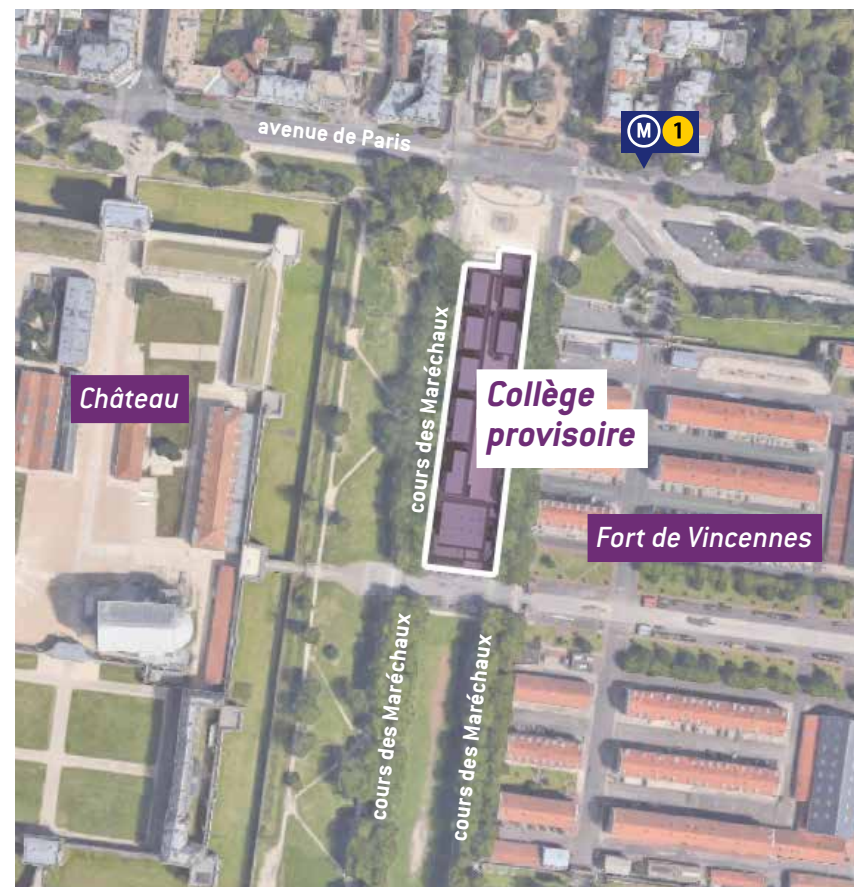 avenue de Paris
M 1
cours des Maréchaux
Château
Collège
provisoire
Fort de Vincennes
cours des Maréchaux
cours des Maréchaux